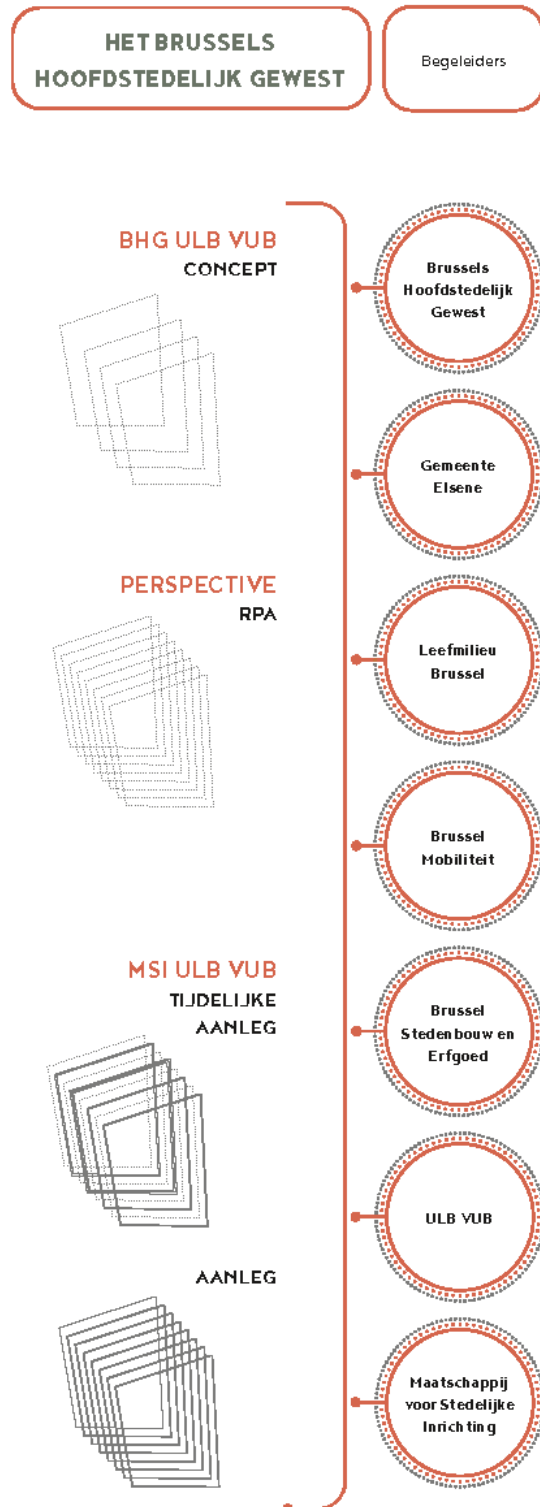 HET BRUSSELS
HOOFDSTEDELIJK GEWEST
Begeleiders
BHG ULB VUB
CONCEPT
PERSPECTIVE
RPA
MSI ULB VUB
TIJDELIJKE
AANLEG
AANLEG
Brussels
Hoofdstedelijk
Gewest
Gemeente
Elsene
Leefmilieu
Brussel
Brussel
Mobiliteit
Brussel
Stedenbouw en
Erfgoed
ULB VUB
Maatschappij
voor Stedelijke
Inrichting